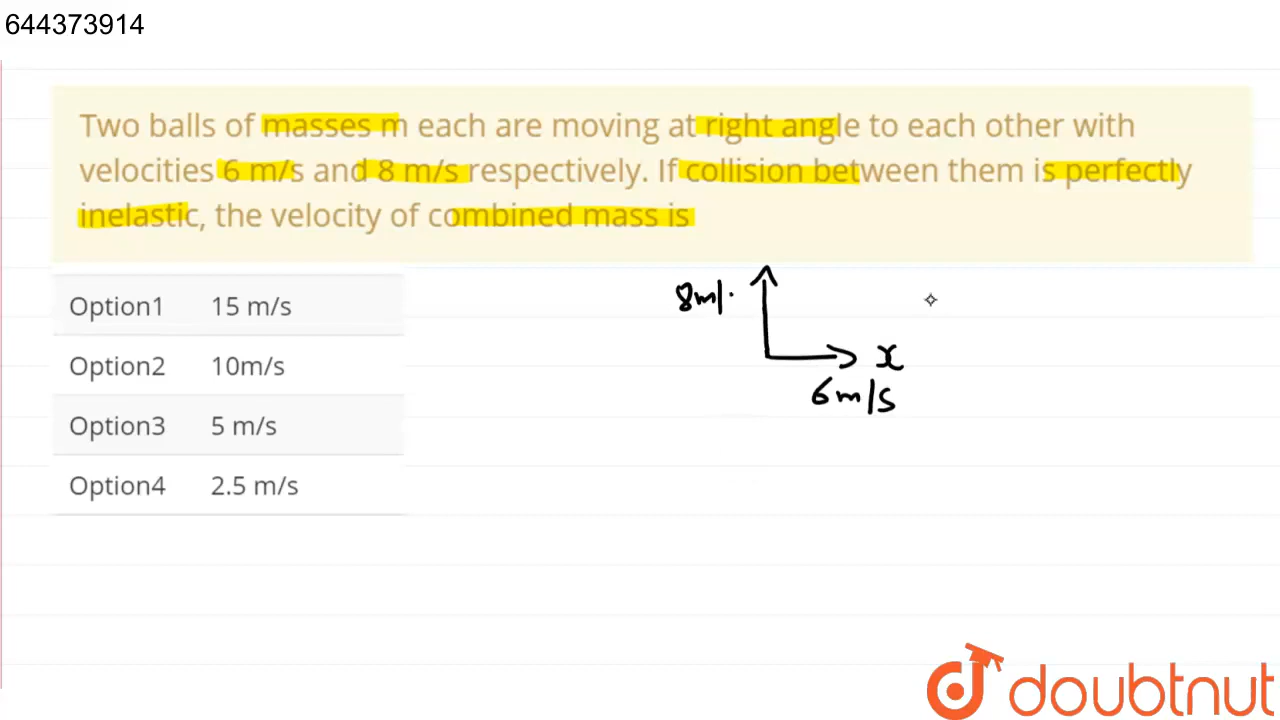 644373914
Two balls of masses m each are moving at right angle to each other with
velocities 6 m/s and 8 m/s respectively. If collision between them is perfectly
inelastic, the velocity of combined mass is
Option1 15 m/s
Option2 10m/s
Option3 5 m/s
Option4 2.5 m/s
8m/.
x
6m/s
doubtnut